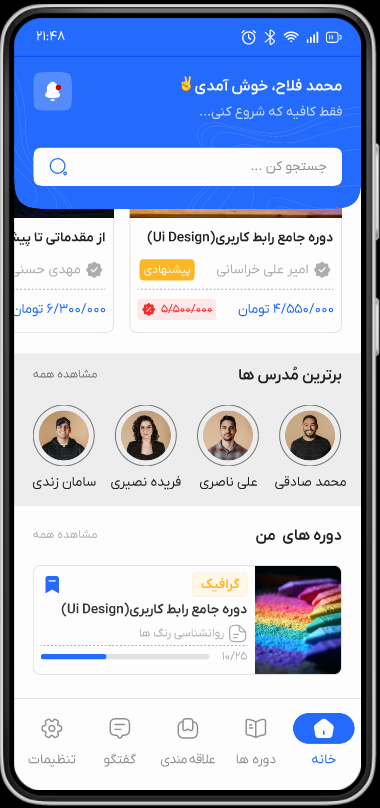 ۲۱:۴۸
محمد فلاح، خوش آمدی✌
فقط کافیه که شروع کنی...
جستجو کن ...
دوره جامع رابط کاربری(Ui Design)
امیر علی خراسانی
پیشنهادی
۴/۵۵۰/۰۰۰ تومان
۵/۵۰۰/۰۰۰
از مقدماتی تا
مهدی حسنی
۶/۳۰۰/۰۰۰ تومان
برترین مُدرس ها
مشاهده همه
محمد صادقی
علی ناصری
فریده نصیری
سامان زندی
دوره های من
مشاهده همه
گرافیک
دوره جامع رابط کاربری(Ui Design)
روانشناسی رنگ ها
۱۰/۲۵
خانه
دوره ها
علاقه مندی
گفتگو
تنظیمات